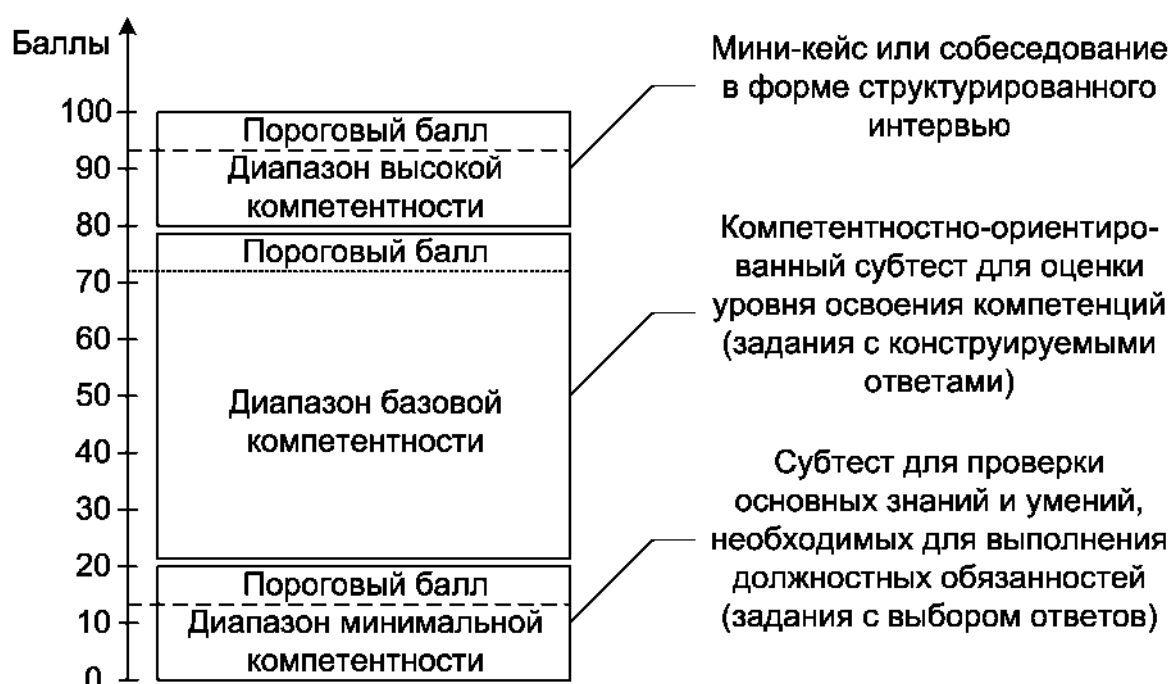 Баллы
100
90
80
70
60
50
40
30
20
10
0
Пороговый балл
Диапазон высокой
компетентности
Пороговый балл
Диапазон базовой
компетентности
Пороговый балл
Диапазон минимальной
компетентности
Мини-кейс или собеседование
в форме структурированного
интервью
Компетентностно-ориентиро-
ванный субтест для оценки
уровня освоения компетенций
(задания с конструируемыми
ответами)
Субтест для проверки
основных знаний и умений,
необходимых для выполнения
должностных обязанностей
(задания с выбором ответов)